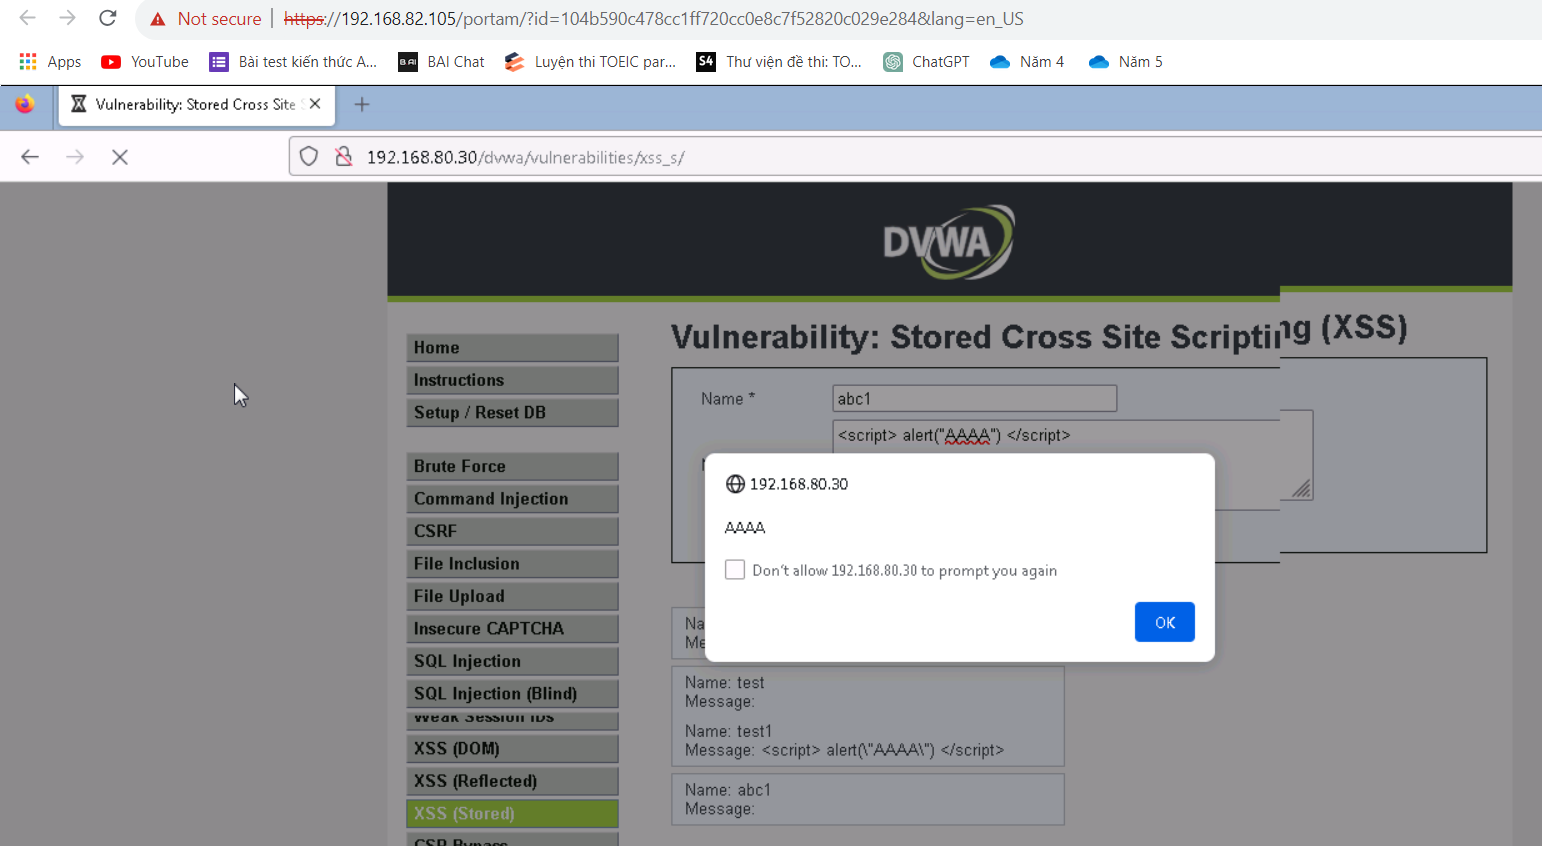 Not secure | https://192.168.82.105/portam/?id=104b590c478cc1ff720cc0e8c7f52820c029e284&lang=en_US
Apps YouTube Bài test kiến thức A... BAI BAI Chat Luyện thi TOEIC par... S4 Thư viện đề thi: TO... ChatGPT Năm 4 Năm 5
Vulnerability: Stored Cross Site
192.168.80.30/dvwa/vulnerabilities/xss_s/
DVWA
Vulnerability: Stored Cross Site Scripting (XSS)
Home
Instructions
Setup / Reset DB
Brute Force
Command Injection
CSRF
File Inclusion
File Upload
Insecure CAPTCHA
SQL Injection
SQL Injection (Blind)
Weak Session IDs
XSS (DOM)
XSS (Reflected)
XSS (Stored)
CSP Bypass
Name * abc1
<script> alert("AAAA") </script>
192.168.80.30
AAAA
Don't allow 192.168.80.30 to prompt you again
OK
Na
Me
Name: test
Message:
Name: test1
Message: <script> alert(\"AAAA\") </script>
Name: abc1
Message: